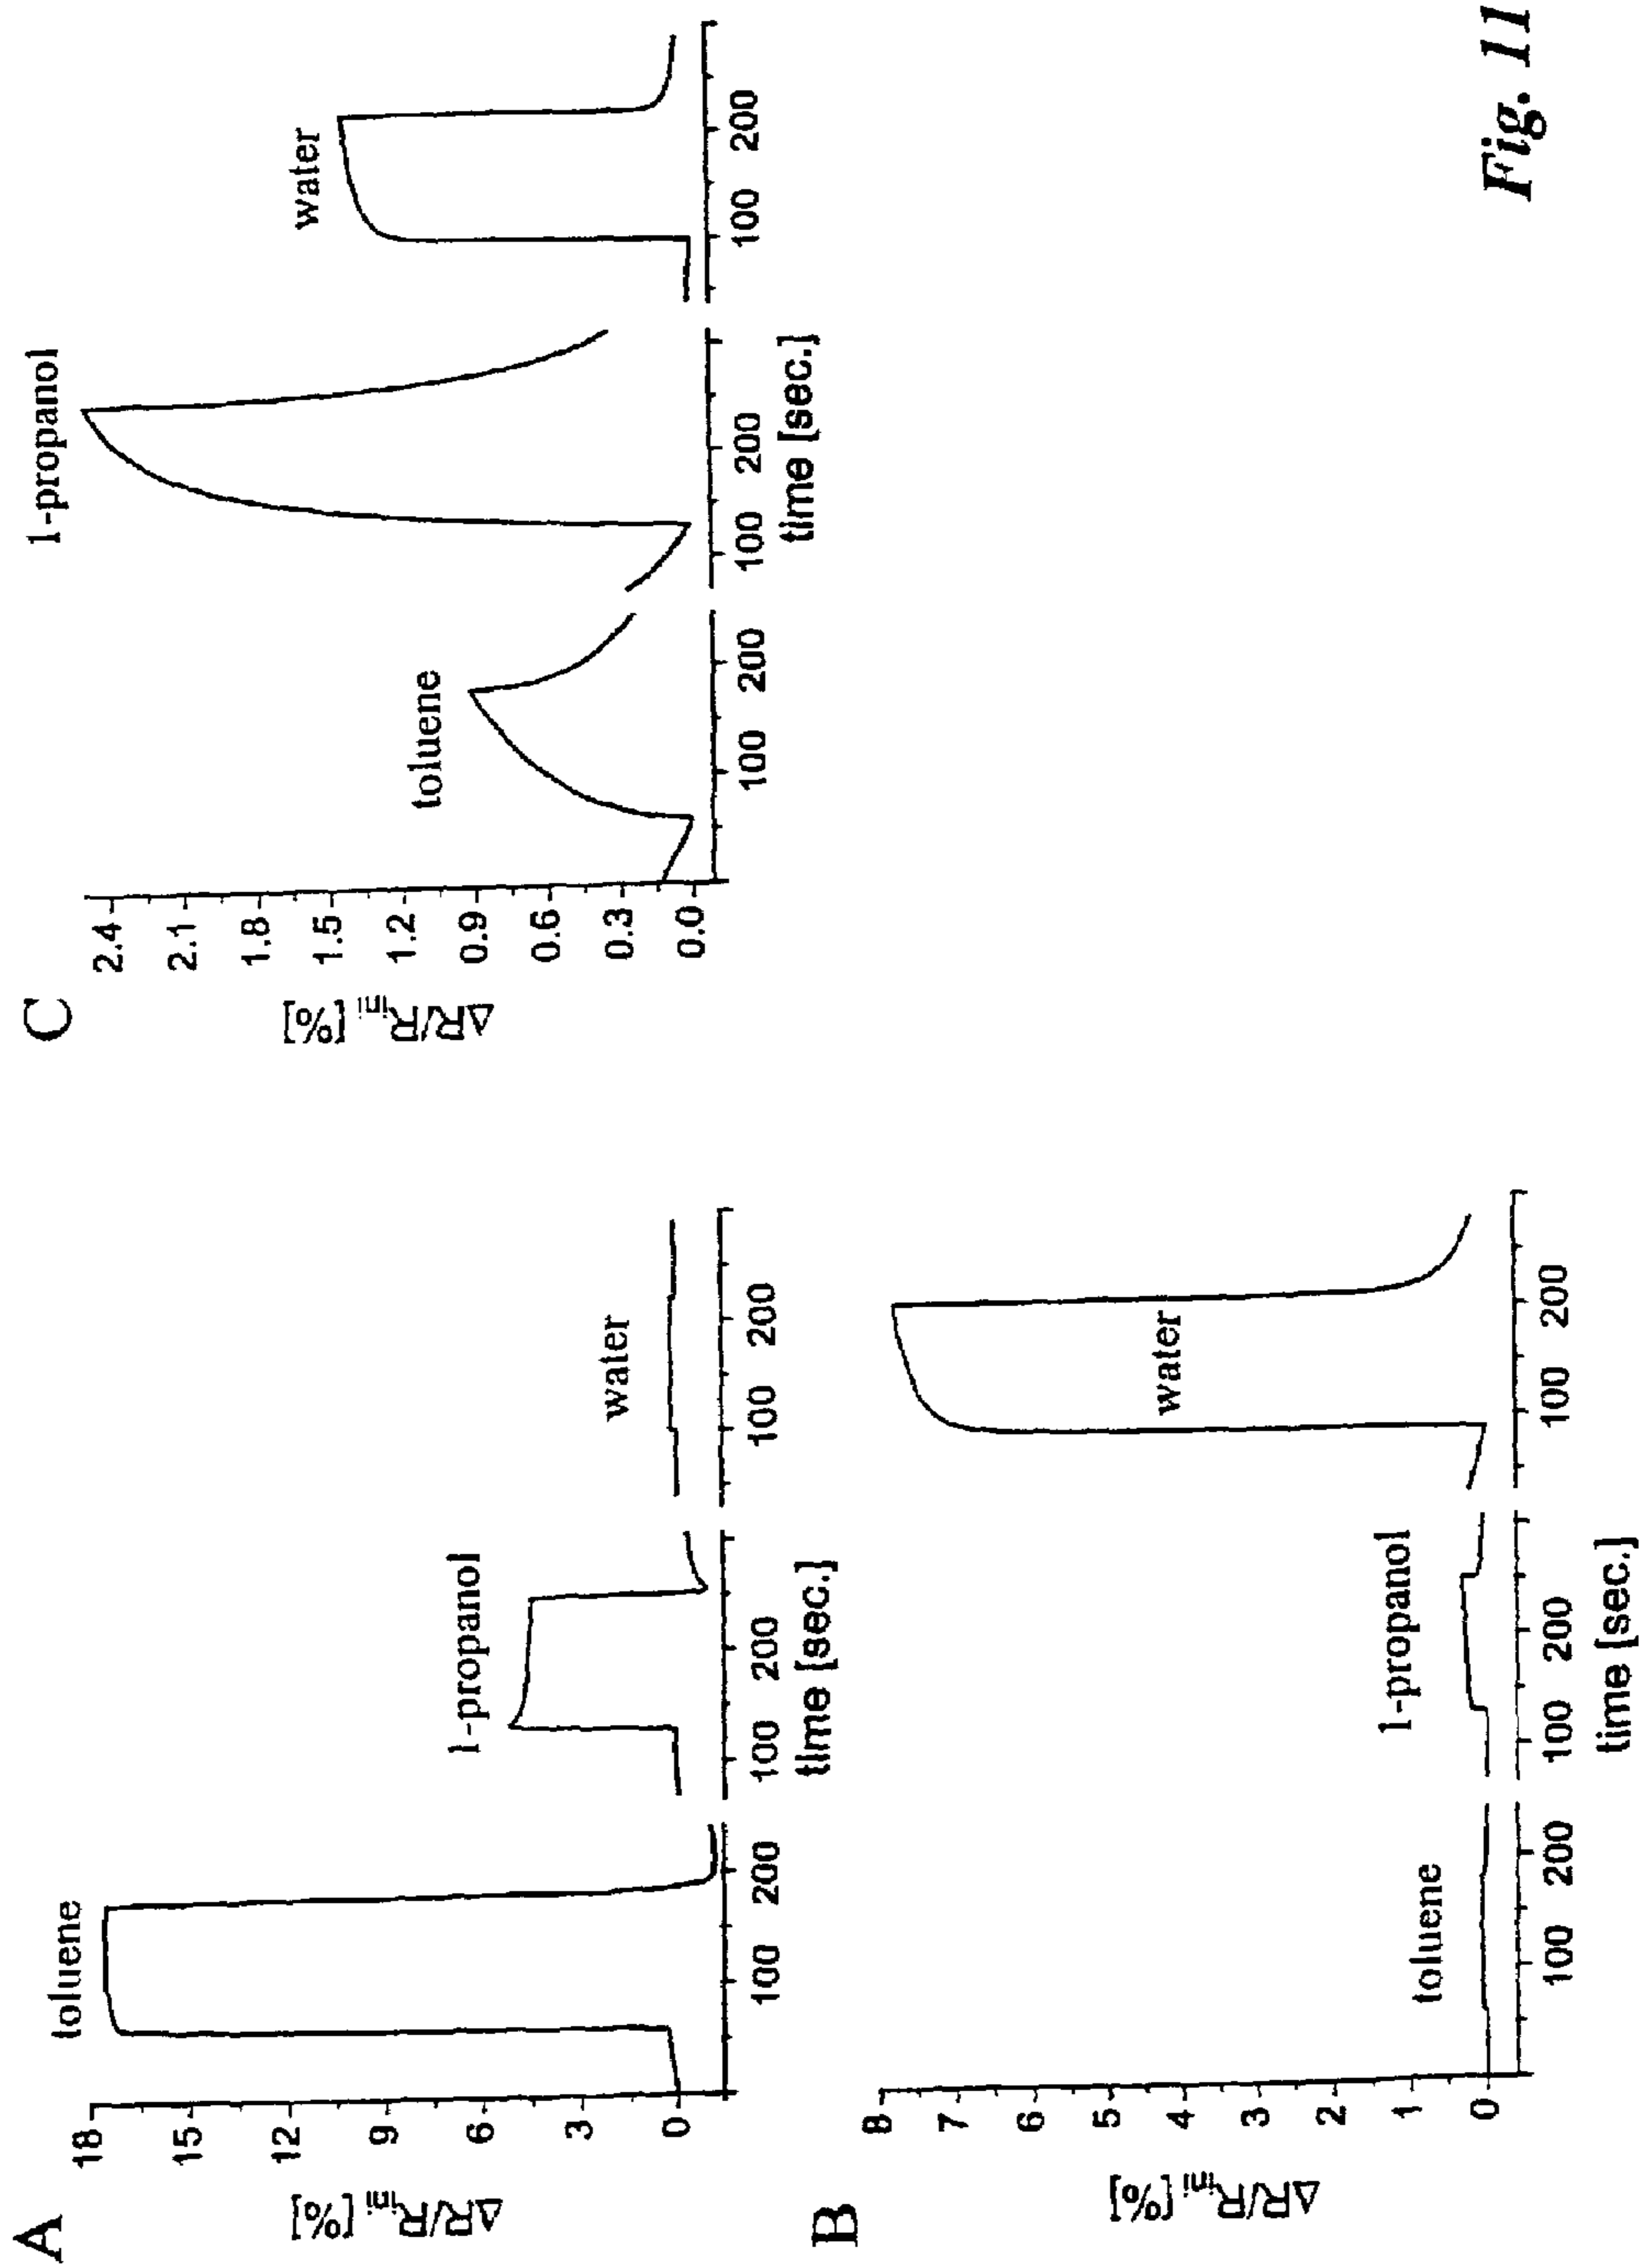 A
ΔR/R_ini [%]
18
15
12
9
6
3
0
toluene
1-propanol
water
100
200
100
200
100
200
time [sec.]
B
ΔR/R_ini [%]
8
7
6
5
4
3
2
1
0
toluene
1-propanol
water
100
200
100
200
100
200
time [sec.]
C
ΔR/R_ini [%]
2.4
2.1
1.8
1.5
1.2
0.9
0.6
0.3
0.0
toluene
1-propanol
water
100
200
100
200
100
200
time [sec.]
Fig. 11